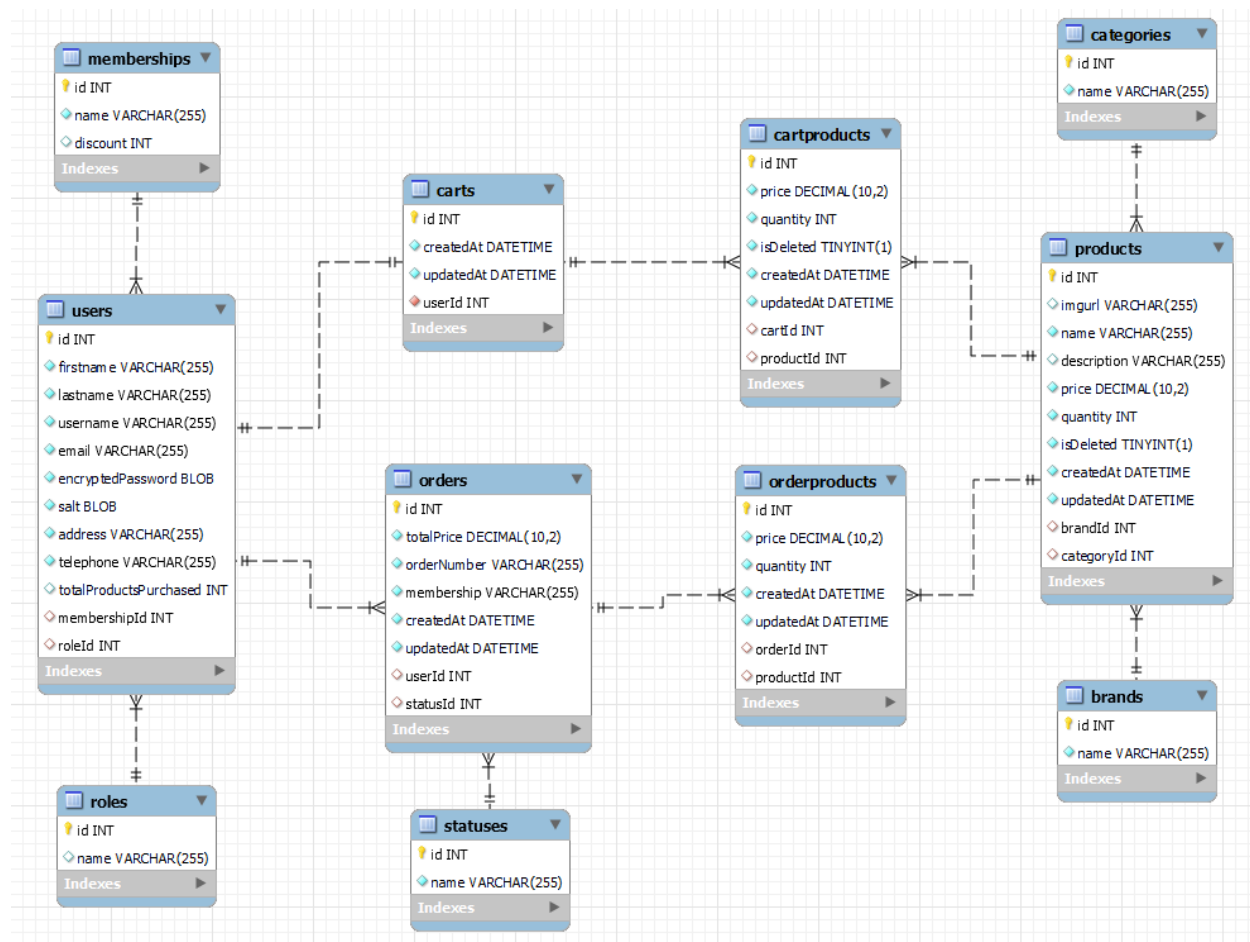 memberships
id INT
name VARCHAR(255)
discount INT
Indexes
users
id INT
firstname VARCHAR(255)
lastname VARCHAR(255)
username VARCHAR(255)
email VARCHAR(255)
encryptedPassword BLOB
salt BLOB
address VARCHAR(255)
telephone VARCHAR(255)
totalProductsPurchased INT
membershipId INT
roleId INT
Indexes
roles
id INT
name VARCHAR(255)
Indexes
carts
id INT
createdAt DATETIME
updatedAt DATETIME
userId INT
Indexes
orders
id INT
totalPrice DECIMAL(10,2)
orderNumber VARCHAR(255)
membership VARCHAR(255)
createdAt DATETIME
updatedAt DATETIME
userId INT
statusId INT
Indexes
statuses
id INT
name VARCHAR(255)
Indexes
cartproducts
id INT
price DECIMAL(10,2)
quantity INT
isDeleted TINYINT(1)
createdAt DATETIME
updatedAt DATETIME
cartId INT
productId INT
Indexes
orderproducts
id INT
price DECIMAL(10,2)
quantity INT
createdAt DATETIME
updatedAt DATETIME
orderId INT
productId INT
Indexes
categories
id INT
name VARCHAR(255)
Indexes
products
id INT
imgurl VARCHAR(255)
name VARCHAR(255)
description VARCHAR(255)
price DECIMAL(10,2)
quantity INT
isDeleted TINYINT(1)
createdAt DATETIME
updatedAt DATETIME
brandId INT
categoryId INT
Indexes
brands
id INT
name VARCHAR(255)
Indexes